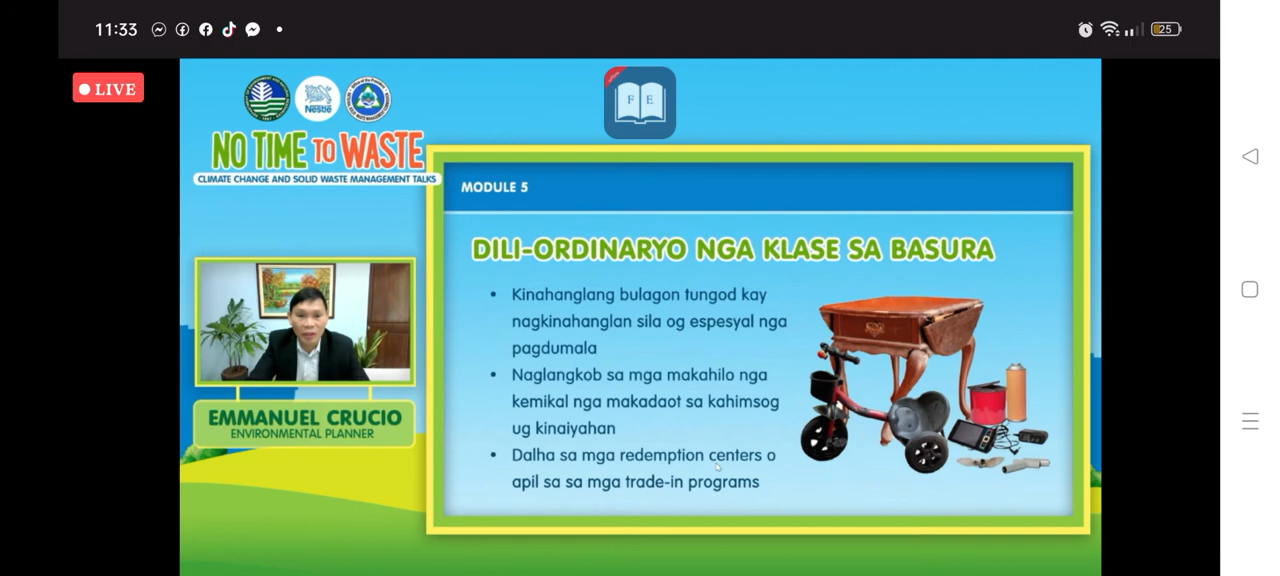 11:33
25
LIVE
Nestlé
NO TIME TO WASTE
CLIMATE CHANGE AND SOLID WASTE MANAGEMENT TALKS
F E
MODULE 5
DILI-ORDINARYO NGA KLASE SA BASURA
• Kinahanglang bulagon tungod kay
nagkinahanglan sila og espesyal nga
pagdumala
• Naglangkob sa mga makahilo nga
kemikal nga makadaot sa kahimsog
ug kinaiyahan
• Dalha sa mga redemption centers o
apil sa sa mga trade-in programs
EMMANUEL CRUCIO
ENVIRONMENTAL PLANNER